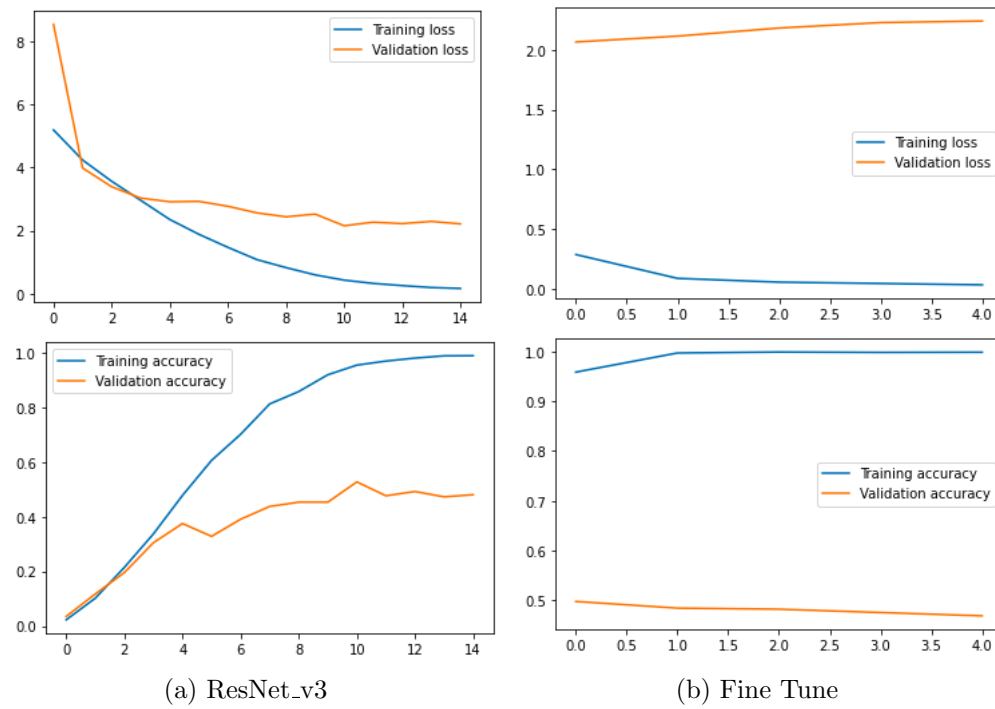 Training loss
Validation loss
8
6
4
2
0
0 2 4 6 8 10 12 14
Training loss
Validation loss
2.0
1.5
1.0
0.5
0.0
0.0 0.5 1.0 1.5 2.0 2.5 3.0 3.5 4.0
Training accuracy
Validation accuracy
1.0
0.8
0.6
0.4
0.2
0.0
0 2 4 6 8 10 12 14
Training accuracy
Validation accuracy
1.0
0.9
0.8
0.7
0.6
0.5
0.0 0.5 1.0 1.5 2.0 2.5 3.0 3.5 4.0
(a) ResNet_v3
(b) Fine Tune